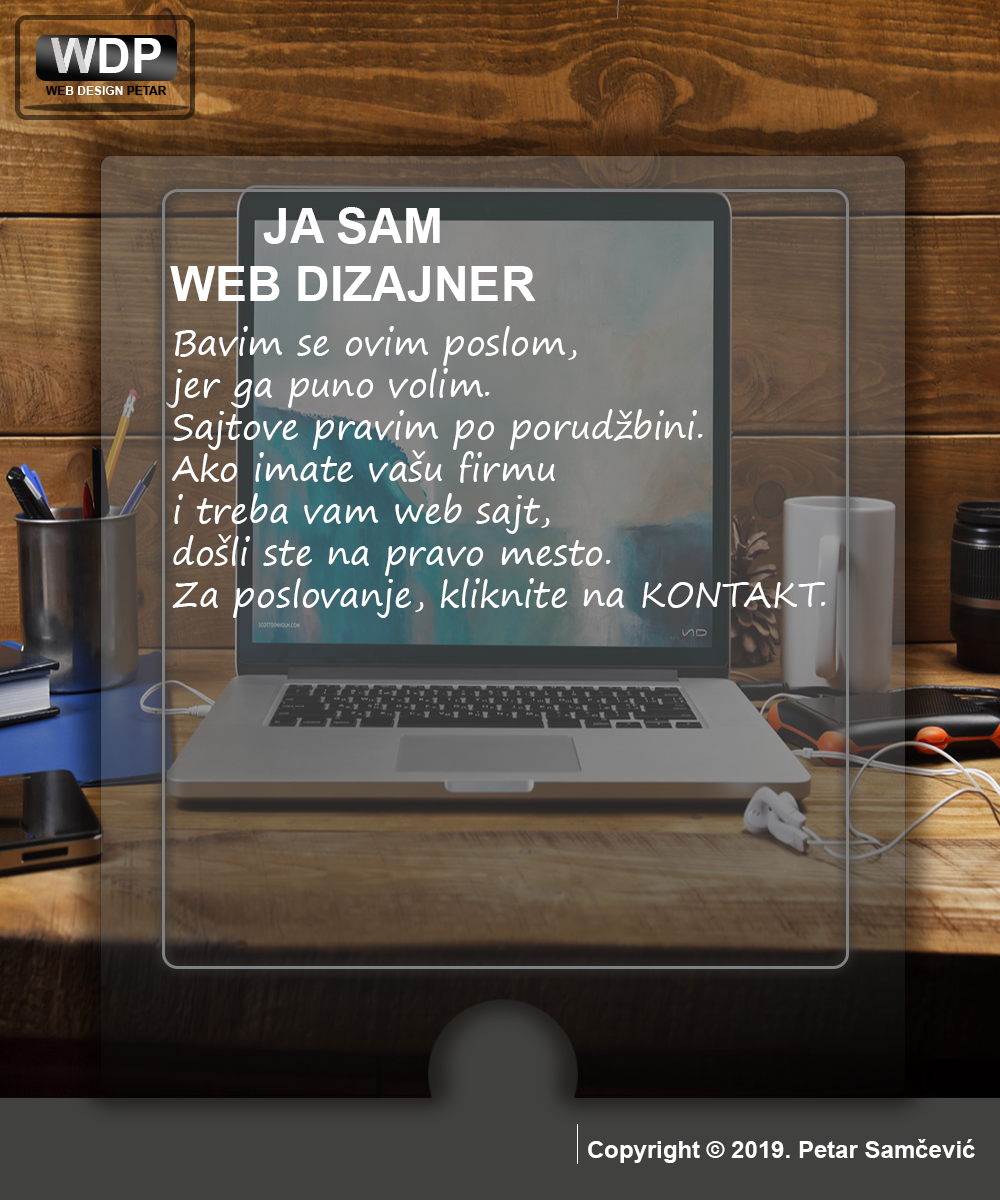 WDP
WEB DESIGN PETAR
JA SAM
WEB DIZAJNER
Bavim se ovim poslom,
jer ga puno volim.
Sajtove pravim po porudžbini.
Ako imate vašu firmu
i treba vam web sajt,
došli ste na pravo mesto.
Za poslovanje, kliknite na KONTAKT.
Copyright © 2019. Petar Samčević